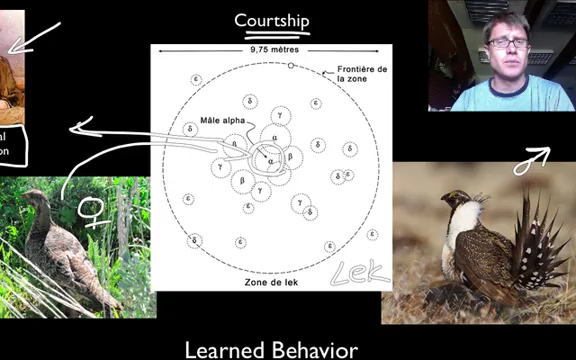 Courtship
9,75 mètres
Frontière de
la zone
Mâle alpha
ε
δ
γ
ε
δ
β
α
δ
δ
γ
α
β
β
γ
δ
ε
ε
ε
γ
δ
δ
ε
ε
ε
Lek
Zone de lek
Learned Behavior